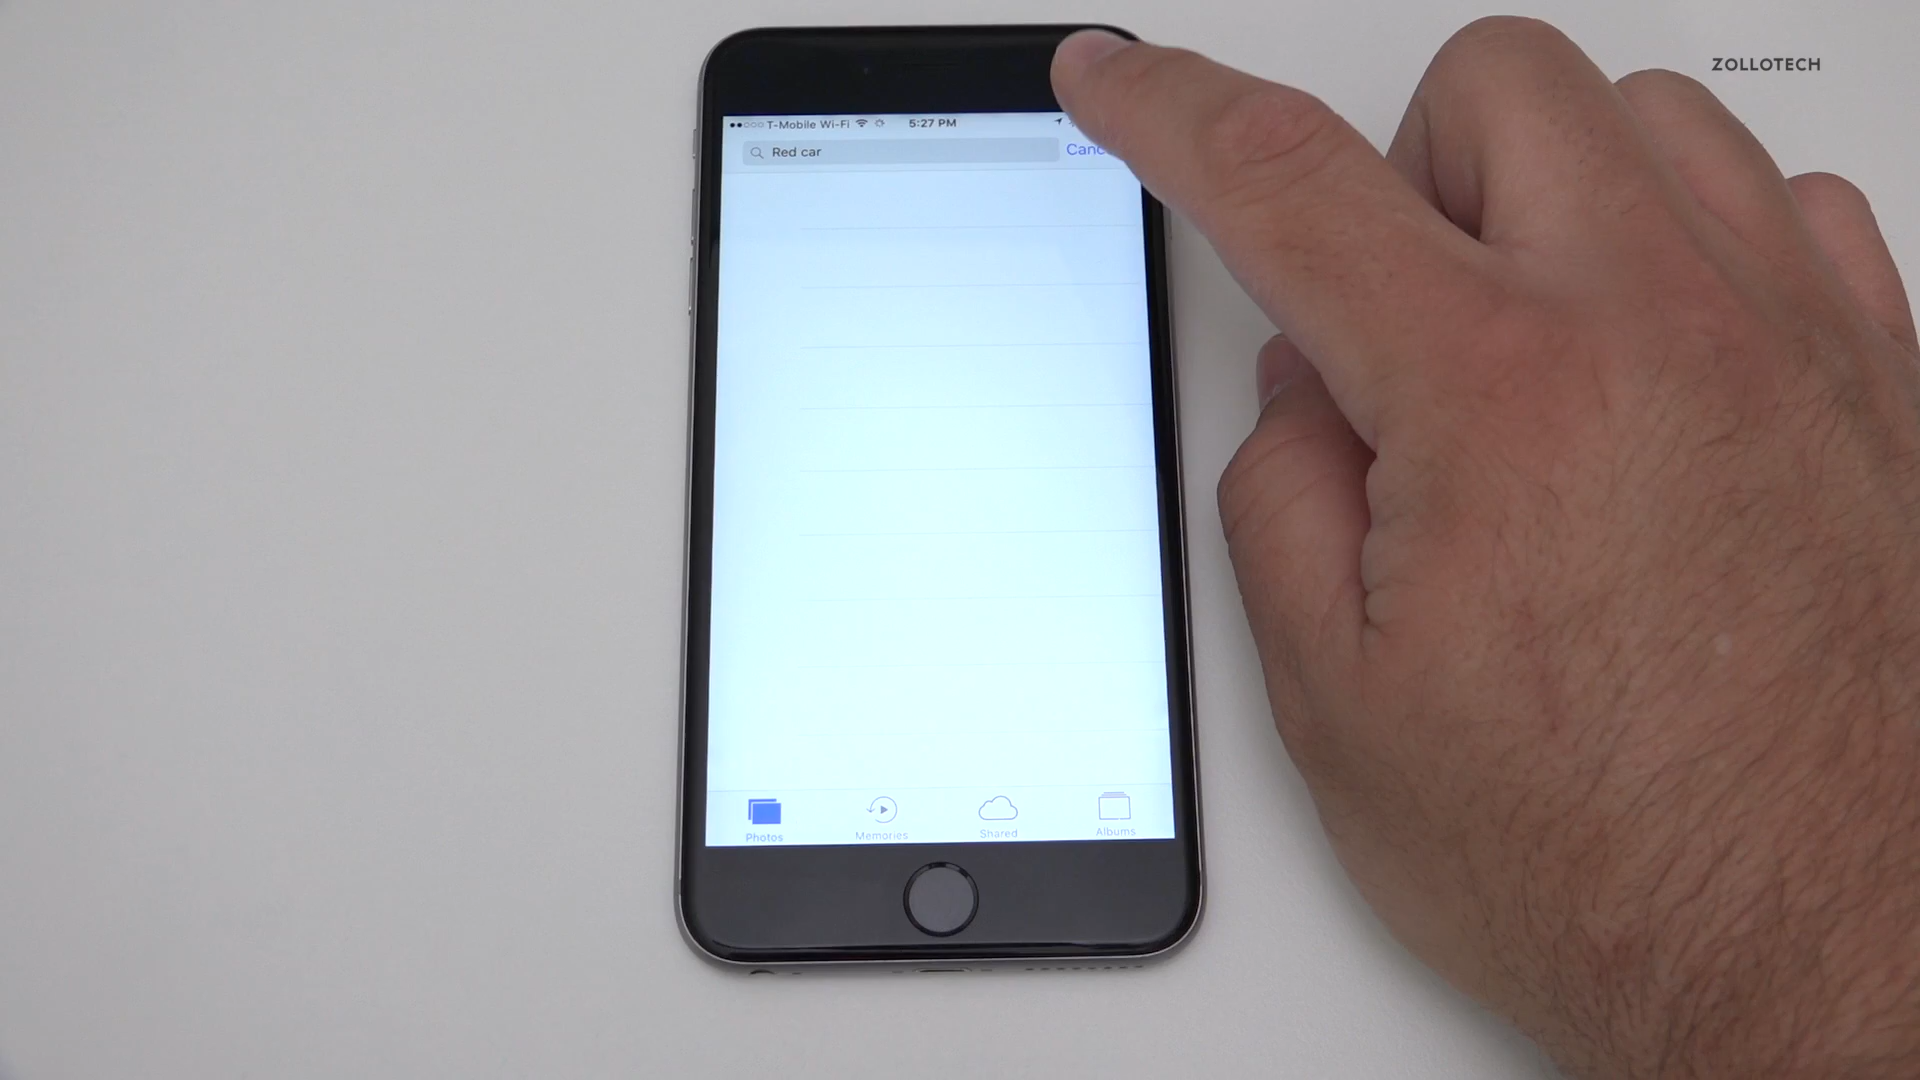 ZOLLOTECH
T-Mobile Wi-Fi 5:27 PM
Red car
Photos
Memories
Shared
Albums